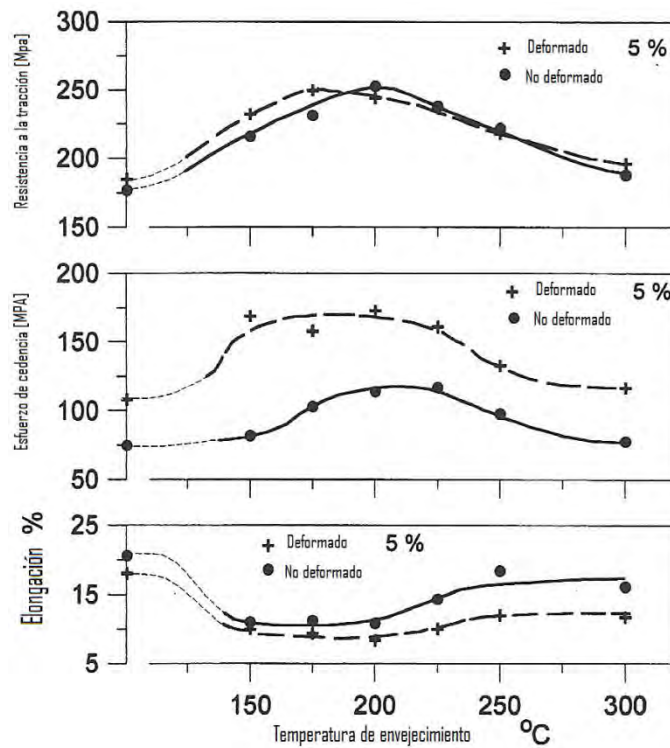 300
250
200
150
Resistencia a la tracción [Mpa]
Deformado 5 %
No deformado
200
150
100
50
Esfuerzo de cedencia [MPA]
Deformado 5 %
No deformado
25
15
5
Elongación %
Deformado 5 %
No deformado
150 200 250 300
Temperatura de envejecimiento °C